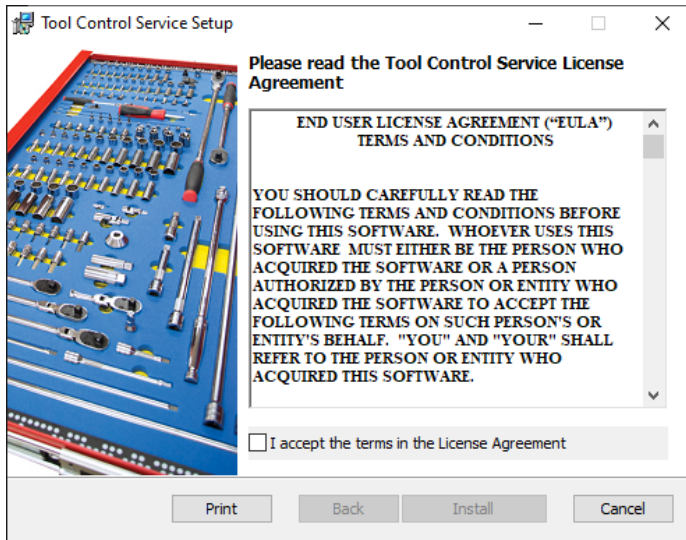 Tool Control Service Setup
Please read the Tool Control Service License
Agreement
END USER LICENSE AGREEMENT (“EULA”)
TERMS AND CONDITIONS
YOU SHOULD CAREFULLY READ THE
FOLLOWING TERMS AND CONDITIONS BEFORE
USING THIS SOFTWARE.  WHOEVER USES THIS
SOFTWARE  MUST EITHER BE THE PERSON WHO
ACQUIRED THE SOFTWARE OR A PERSON
AUTHORIZED BY THE PERSON OR ENTITY WHO
ACQUIRED THE SOFTWARE TO ACCEPT THE
FOLLOWING TERMS ON SUCH PERSON'S OR
ENTITY'S BEHALF.  "YOU" AND "YOUR" SHALL
REFER TO THE PERSON OR ENTITY WHO
ACQUIRED THIS SOFTWARE.
I accept the terms in the License Agreement
Print Back Install Cancel